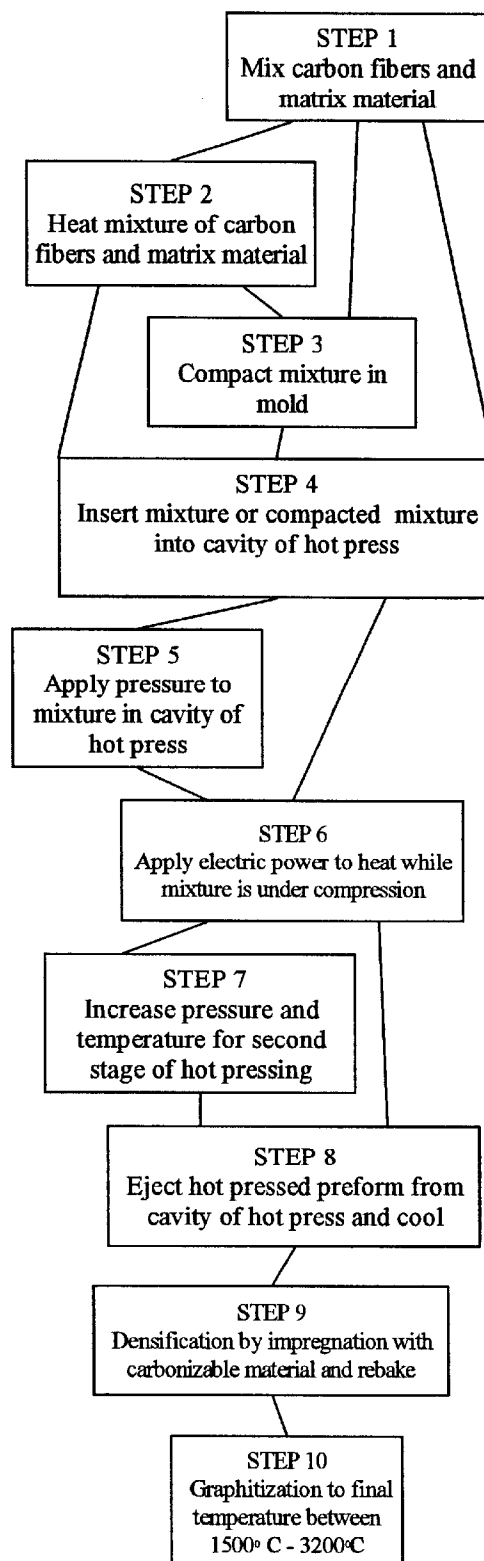 STEP 1
Mix carbon fibers and
matrix material
STEP 2
Heat mixture of carbon
fibers and matrix material
STEP 3
Compact mixture in
mold
STEP 4
Insert mixture or compacted mixture
into cavity of hot press
STEP 5
Apply pressure to
mixture in cavity of
hot press
STEP 6
Apply electric power to heat while
mixture is under compression
STEP 7
Increase pressure and
temperature for second
stage of hot pressing
STEP 8
Eject hot pressed preform from
cavity of hot press and cool
STEP 9
Densification by impregnation with
carbonizable material and rebake
STEP 10
Graphitization to final
temperature between
1500º C - 3200ºC